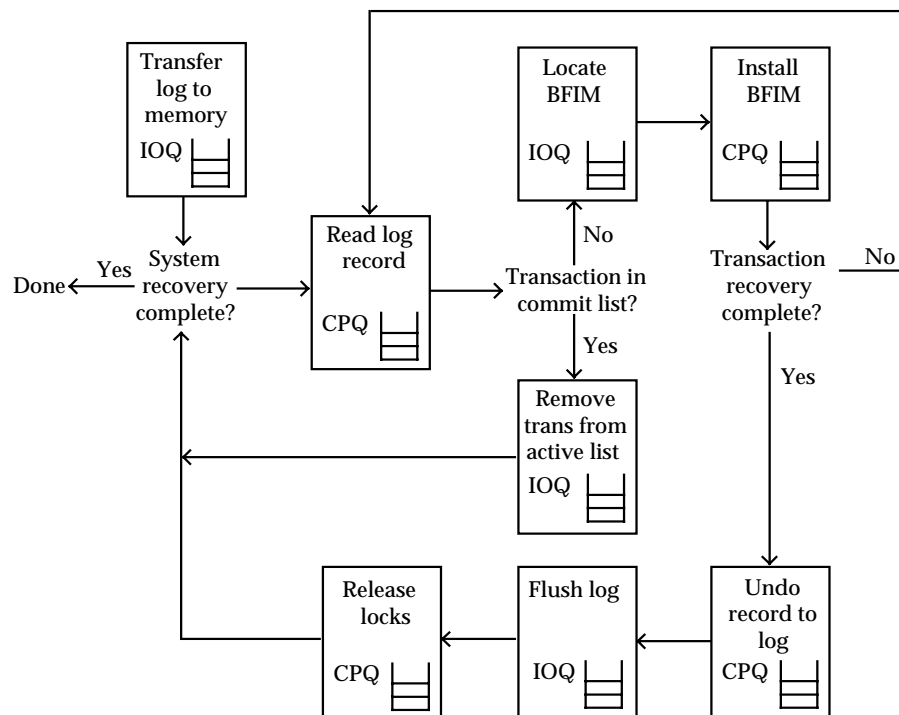 Transfer
log to
memory
IOQ
Locate
BFIM
IOQ
Install
BFIM
CPQ
Done
Yes
System
recovery
complete?
Read log
record
CPQ
No
Transaction in
commit list?
Yes
Transaction
recovery
complete?
No
Yes
Remove
trans from
active list
IOQ
Release
locks
CPQ
Flush log
IOQ
Undo
record to
log
CPQ